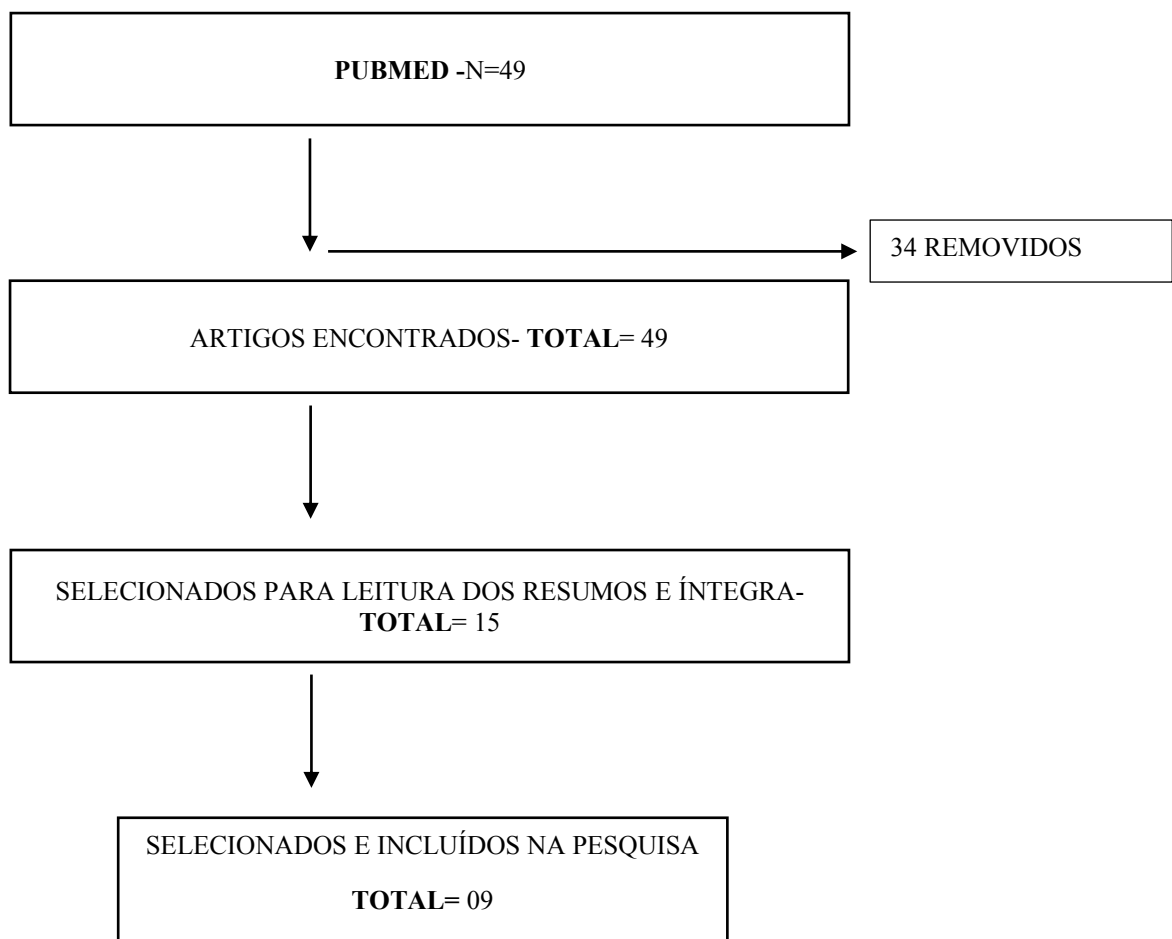 PUBMED -N=49
34 REMOVIDOS
ARTIGOS ENCONTRADOS- TOTAL= 49
SELECIONADOS PARA LEITURA DOS RESUMOS E ÍNTEGRA-
TOTAL= 15
SELECIONADOS E INCLUÍDOS NA PESQUISA
TOTAL= 09